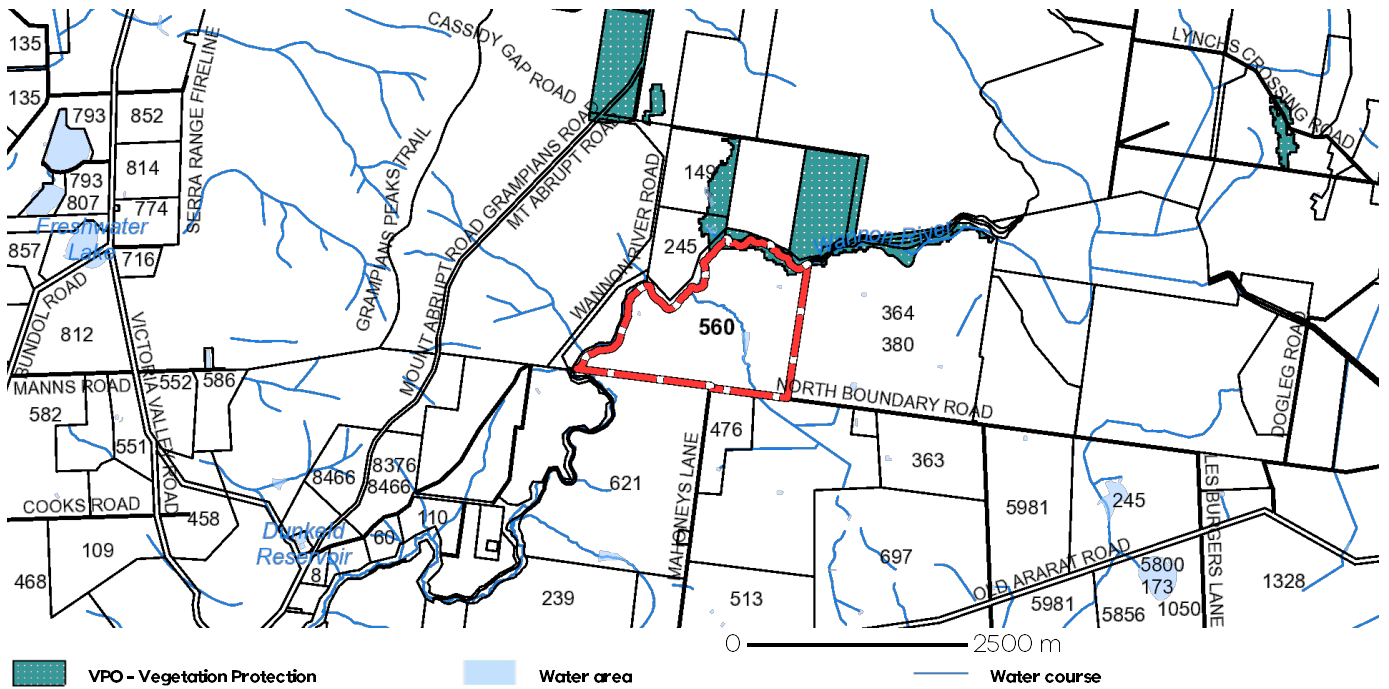 CASSIDY GAP ROAD
LYNCHS CROSSING ROAD
135
135
793
852
SERRA RANGE FIRELINE
814
793
807
774
149
GRAMPIANS PEAKS TRAIL
MOUNT ABRUPT ROAD GRAMPIANS ROAD
MT ABRUPT ROAD
WANNON RIVER ROAD
Freshwater
Lake
857
716
245
Wannon River
BUNDOL ROAD
812
VICTORIA VALLEY ROAD
560
364
380
DOGLEG ROAD
MANNS ROAD
552
586
NORTH BOUNDARY ROAD
582
551
476
363
8376
8466
8466
621
MAHONEYS LANE
COOKS ROAD
458
110
5981
245
LES BURGERS LANE
Dunkeld
Reservoir
60
109
697
OLD ARARAT ROAD
5800
173
468
8
239
513
5981
5856
1050
1328
0
2500 m
VPO - Vegetation Protection
Water area
Water course